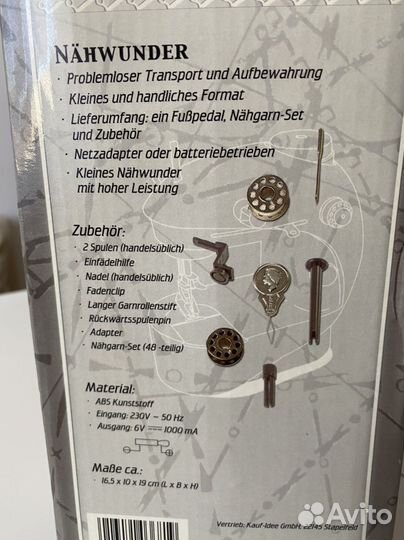 NÄHWUNDER
· Problemloser Transport und Aufbewahrung
· Kleines und handliches Format
· Lieferumfang: ein Fußpedal, Nähgarn-Set
und Zubehör
· Netzadapter oder batteriebetrieben
· Kleines Nähwunder
mit hoher Leistung
Zubehör:
· 2 Spulen (handelsüblich)
· Einfädelhilfe
· Nadel (handelsüblich)
· Fadenclip
· Langer Garnrollenstift
· Rückwärtsspulenpin
· Adapter
· Nähgarn-Set (48 -teilig)
Material:
· ABS Kunststoff
· Eingang: 230V ~ 50 Hz
· Ausgang: 6V ⎓ 1000 mA
Maße ca.:
· 16,5 x 10 x 19 cm (L x B x H)
Vertrieb: Kauf-Idee GmbH, 22145 Stapelfeld
Avito